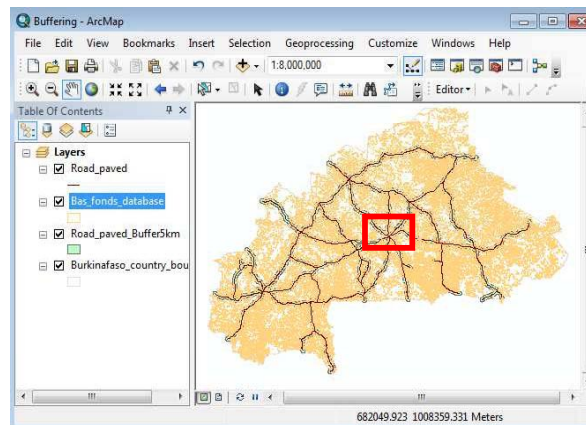 Buffering - ArcMap
File Edit View Bookmarks Insert Selection Geoprocessing Customize Windows Help
1:8,000,000
Editor
Table Of Contents
Layers
Road_paved
Bas_fonds_database
Road_paved_Buffer5km
Burkinafaso_country_bou
682049.923 1008359.331 Meters